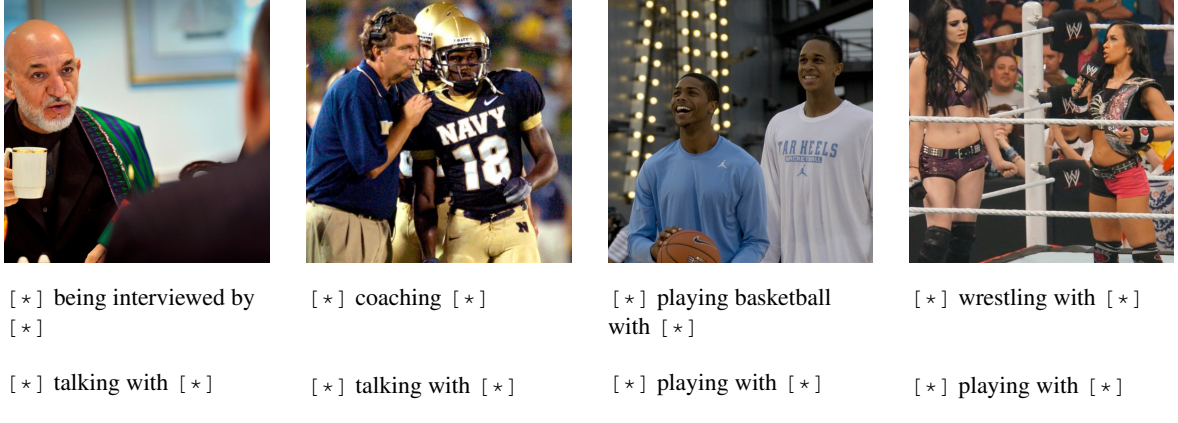 NAVY
18
N
TAR HEELS
BASKETBALL
W
W
W
[*] being interviewed by
[*]
[*] talking with [*]
[*] coaching [*]
[*] talking with [*]
[*] playing basketball
with [*]
[*] playing with [*]
[*] wrestling with [*]
[*] playing with [*]